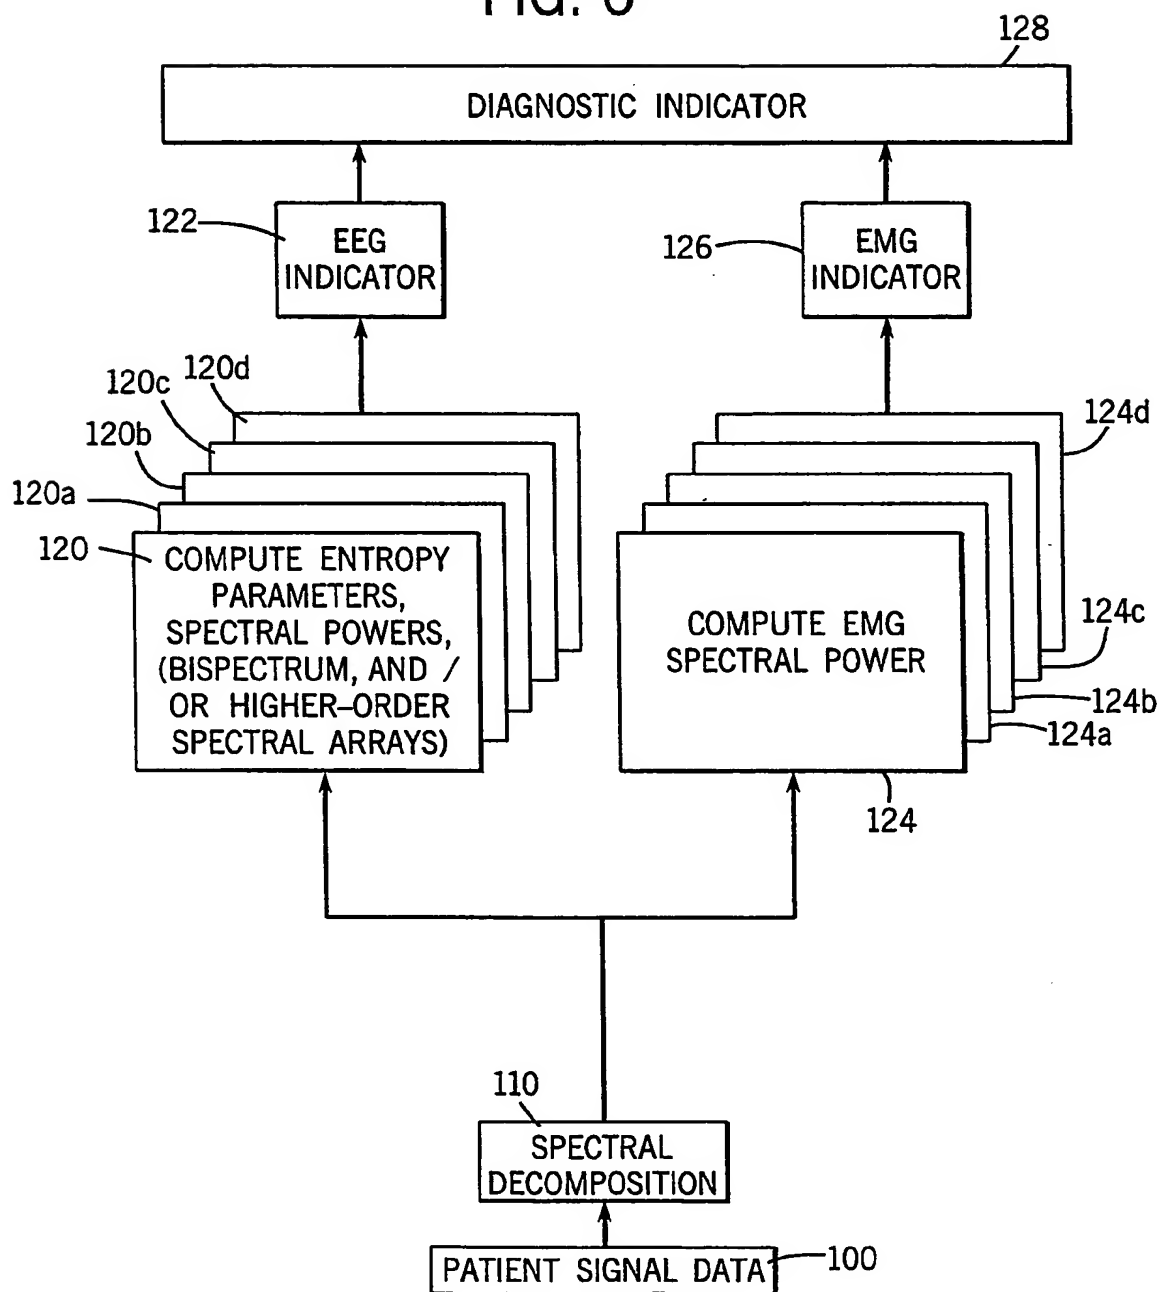 128
DIAGNOSTIC INDICATOR
122
EEG
INDICATOR
126
EMG
INDICATOR
120d
120c
120b
120a
120
COMPUTE ENTROPY
PARAMETERS,
SPECTRAL POWERS,
(BISPECTRUM, AND /
OR HIGHER–ORDER
SPECTRAL ARRAYS)
COMPUTE EMG
SPECTRAL POWER
124d
124c
124b
124a
124
110
SPECTRAL
DECOMPOSITION
PATIENT SIGNAL DATA
100